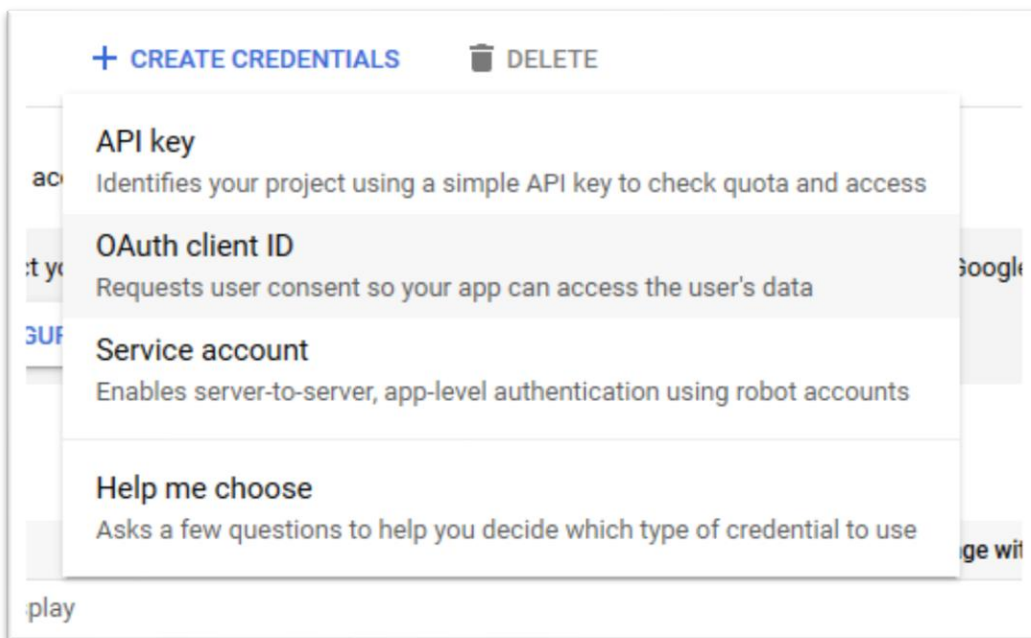 + CREATE CREDENTIALS DELETE
API key
Identifies your project using a simple API key to check quota and access
OAuth client ID
Requests user consent so your app can access the user's data
Service account
Enables server-to-server, app-level authentication using robot accounts
Help me choose
Asks a few questions to help you decide which type of credential to use